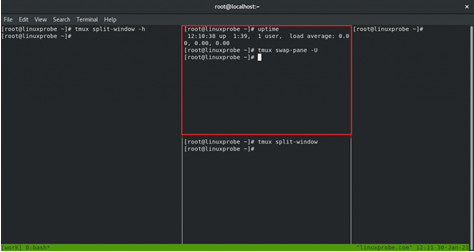 root@localhost:~
File Edit View Search Terminal Help
[root@linuxprobe ~]# tmux split-window -h
[root@linuxprobe ~]#
[root@linuxprobe ~]# uptime
12:10:38 up 1:39, 1 user, load average: 0.0
0, 0.00, 0.00
[root@linuxprobe ~]# tmux swap-pane -U
[root@linuxprobe ~]#
[root@linuxprobe ~]# tmux split-window
[root@linuxprobe ~]#
[root@linuxprobe ~]#
[work] 0:bash* "linuxprobe.com" 12:11